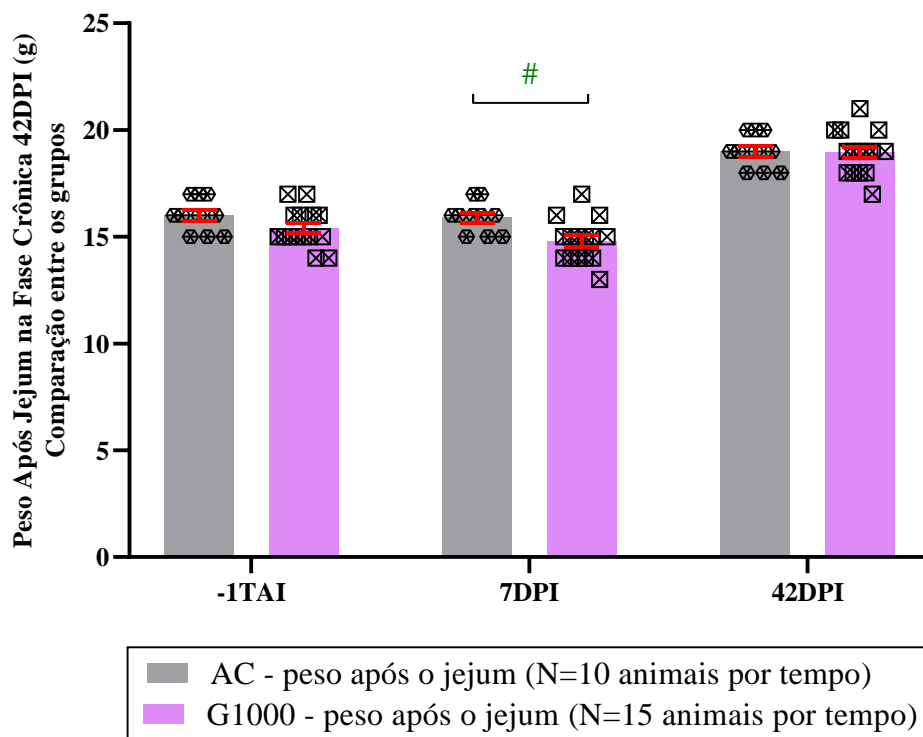 Peso Após Jejum na Fase Crônica 42DPI (g)
Comparação entre os grupos
25
20
15
10
5
0
#
-1TAI
7DPI
42DPI
AC - peso após o jejum (N=10 animais por tempo)
G1000 - peso após o jejum (N=15 animais por tempo)